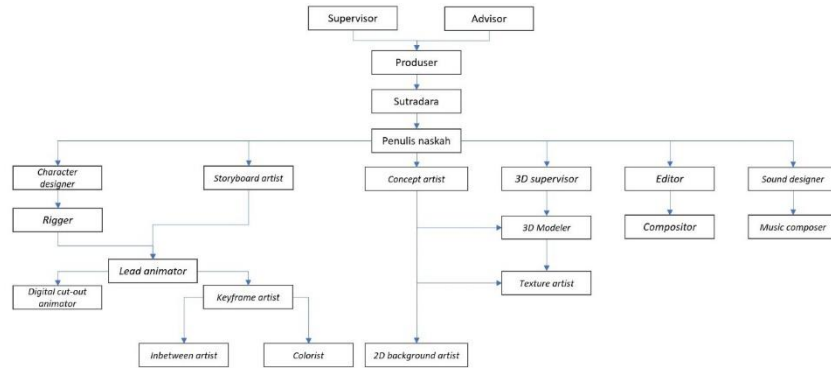 Supervisor
Advisor
Produser
Sutradara
Penulis naskah
Character
designer
Storyboard artist
Concept artist
3D supervisor
Editor
Sound designer
Rigger
3D Modeler
Compositor
Music composer
Lead animator
Digital cut-out
animator
Keyframe artist
Texture artist
Inbetween artist
Colorist
2D background artist